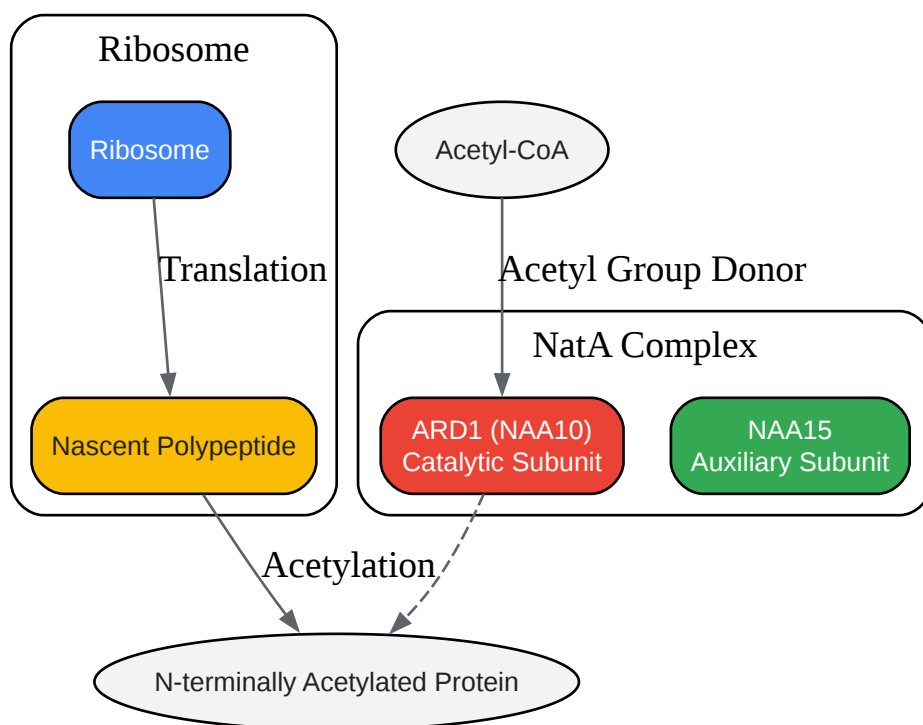 Ribosome
Ribosome
Acetyl-CoA
Translation
Acetyl Group Donor
NatA Complex
Nascent Polypeptide
ARD1 (NAA10)
Catalytic Subunit
NAA15
Auxiliary Subunit
Acetylation
N-terminally Acetylated Protein